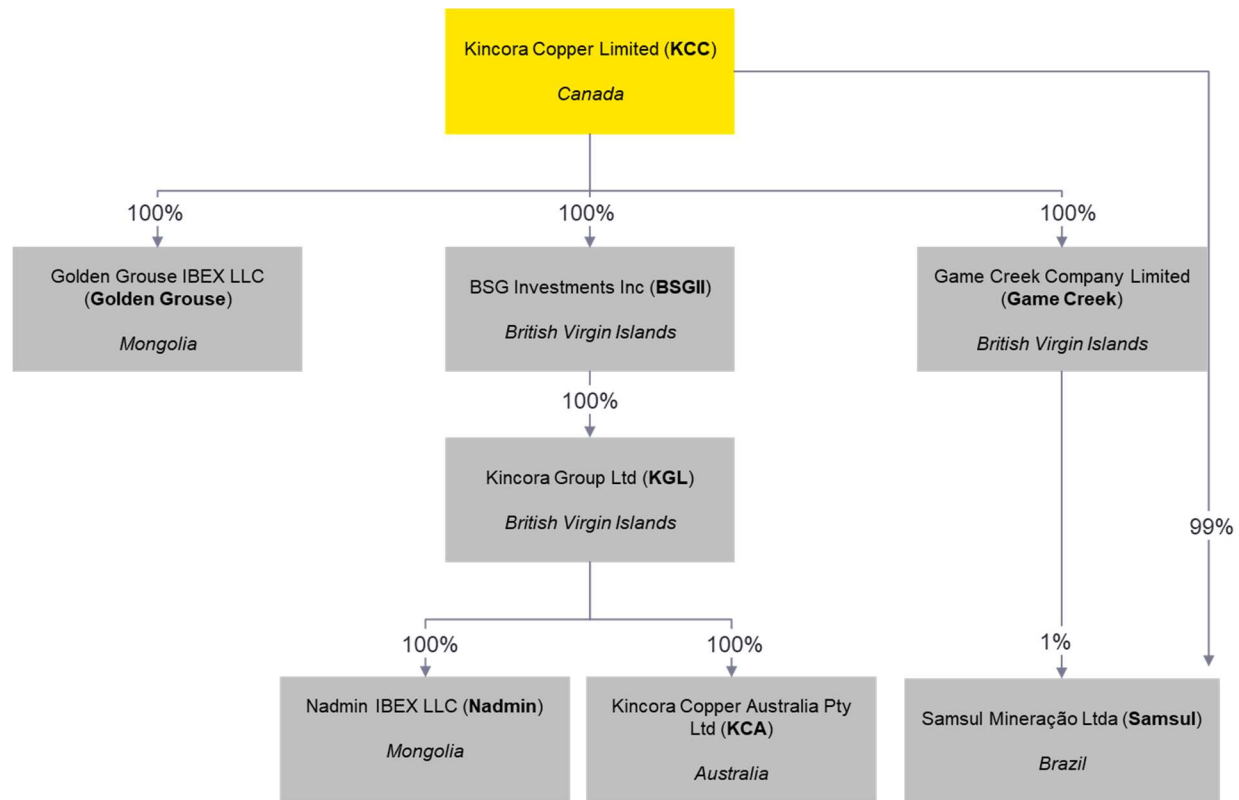 Kincora Copper Limited (KCC)
Canada
100%
100%
100%
Golden Grouse IBEX LLC
(Golden Grouse)
Mongolia
BSG Investments Inc (BSGII)
British Virgin Islands
Game Creek Company Limited
(Game Creek)
British Virgin Islands
100%
Kincora Group Ltd (KGL)
British Virgin Islands
99%
100%
100%
1%
Nadmin IBEX LLC (Nadmin)
Mongolia
Kincora Copper Australia Pty
Ltd (KCA)
Australia
Samsul Mineração Ltda (Samsul)
Brazil